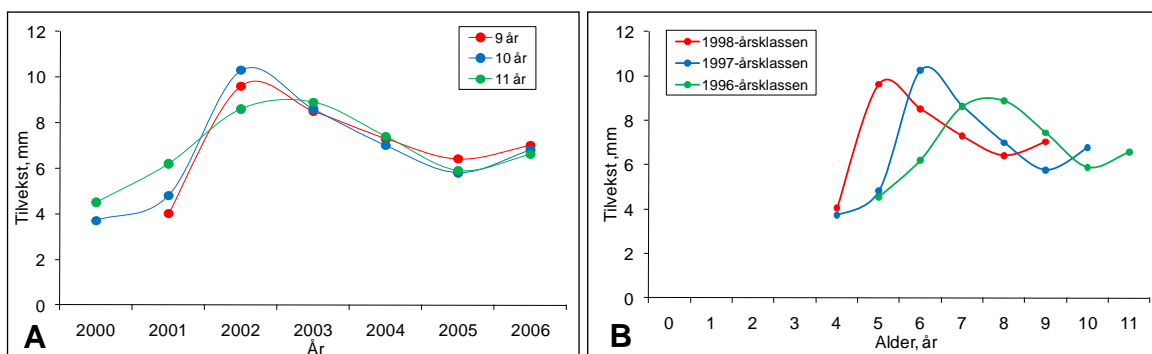 12
10
8
6
4
2
0
Tilvekst, mm
9 år
10 år
11 år
2000 2001 2002 2003 2004 2005 2006
År
A
12
10
8
6
4
2
0
Tilvekst ,mm
1998-årsklassen
1997-årsklassen
1996-årsklassen
0 1 2 3 4 5 6 7 8 9 10 11
Alder, år
B